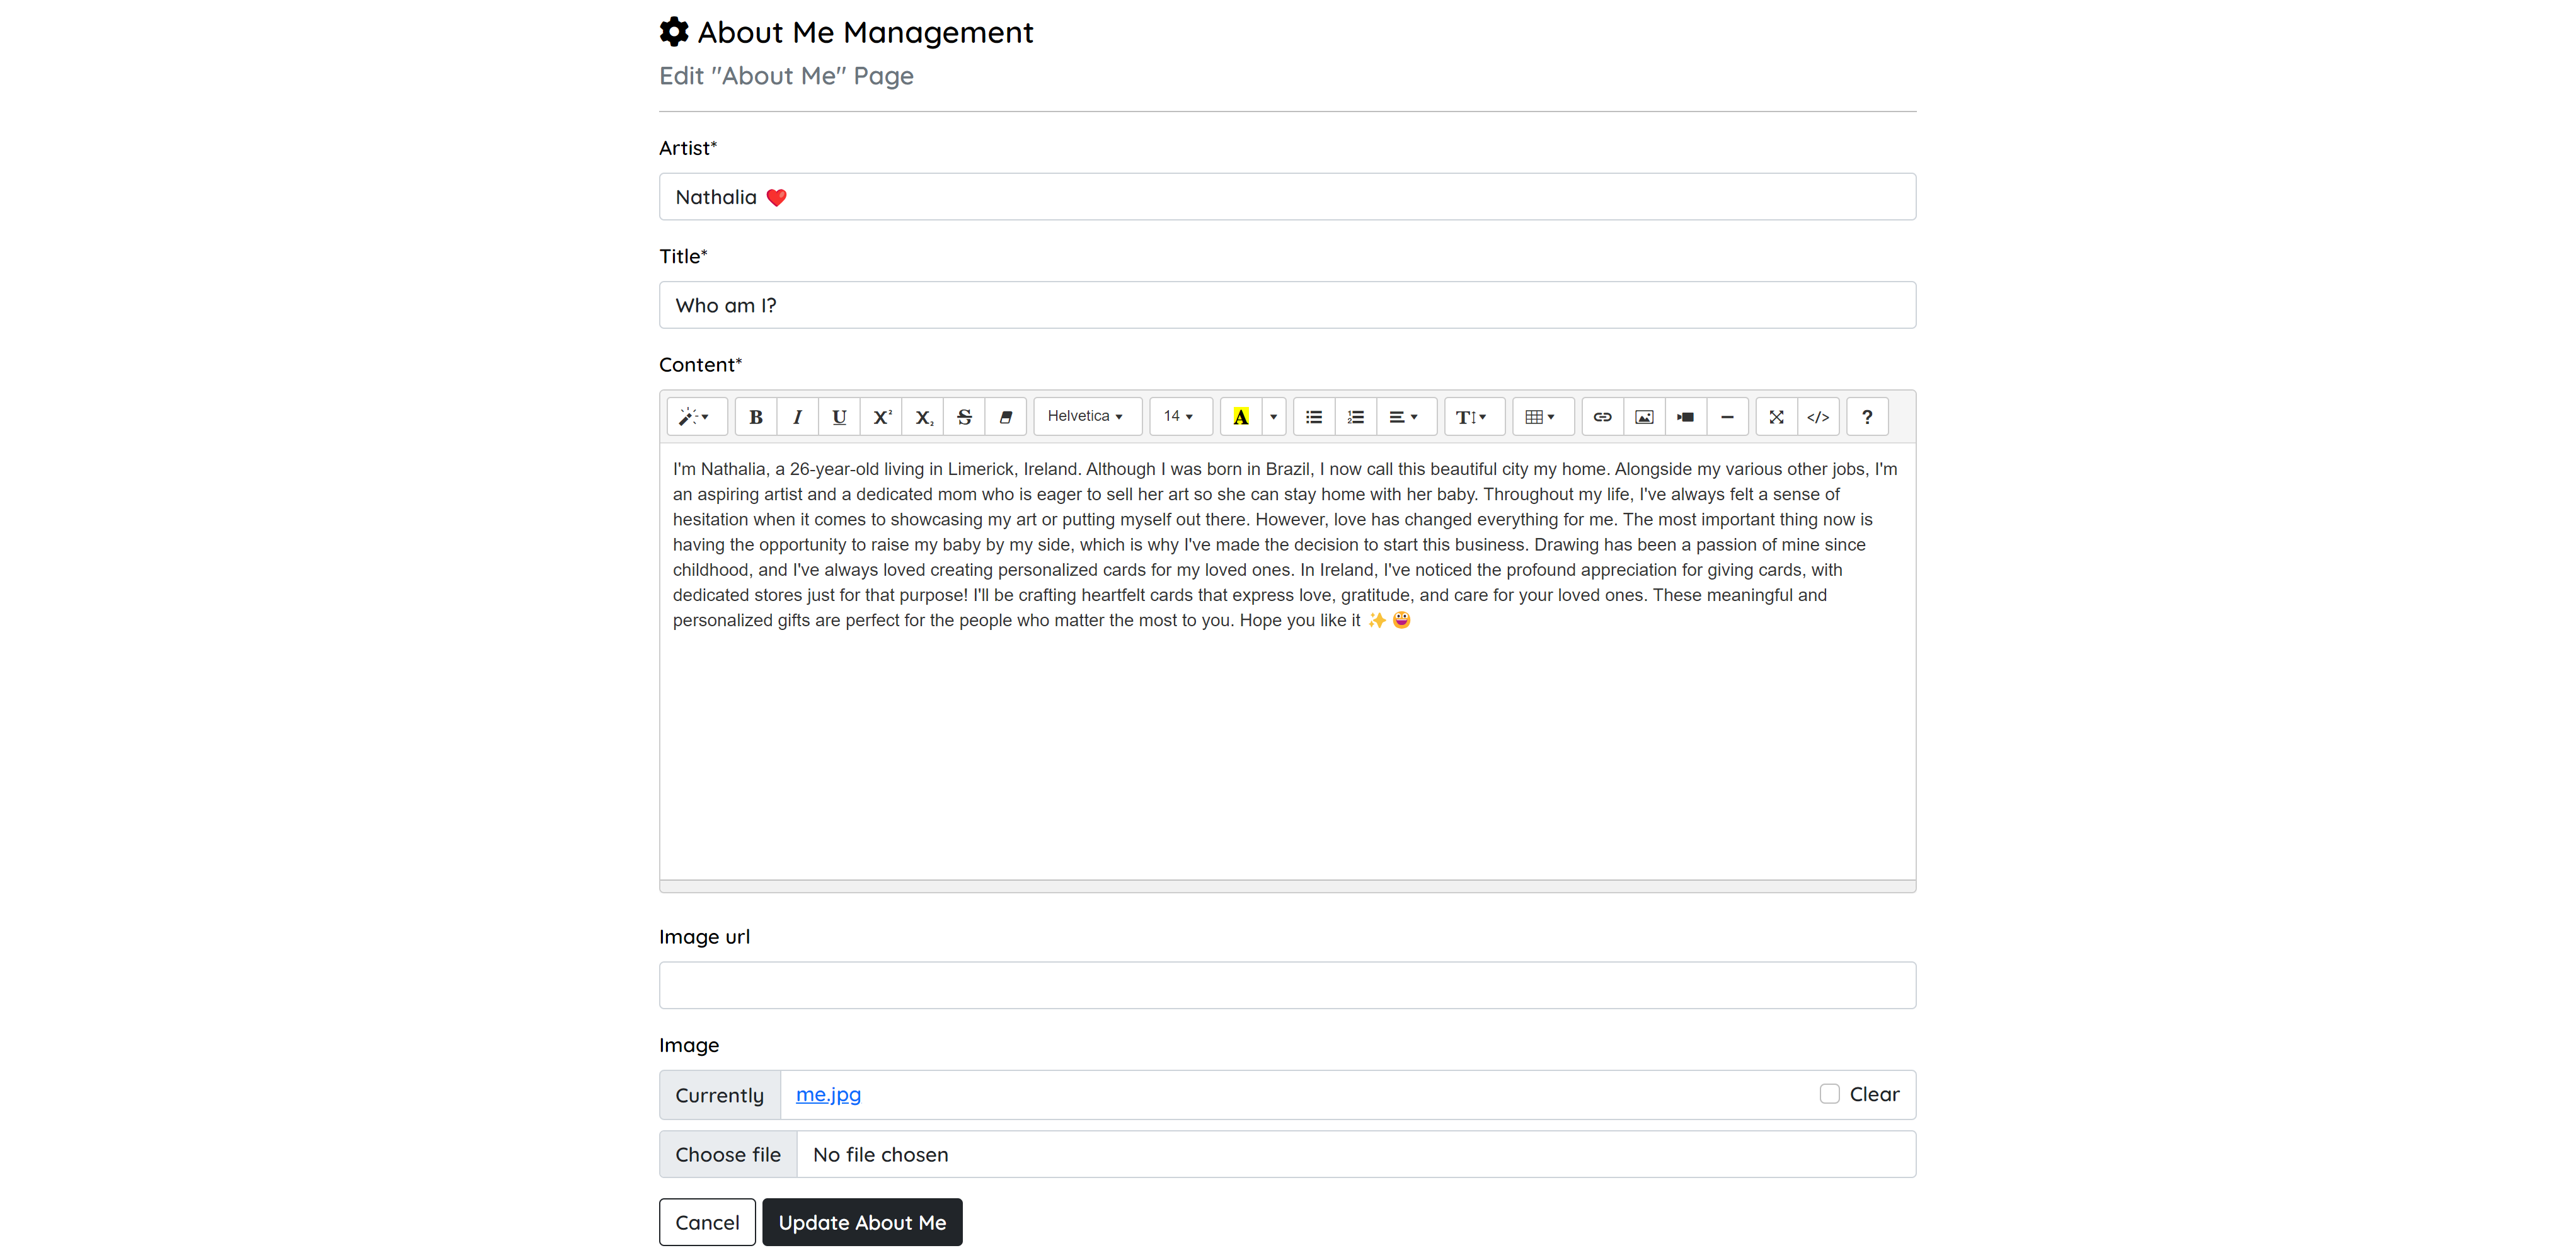 About Me Management
Edit "About Me" Page
Artist*
Nathalia ❤️
Title*
Who am I?
Content*
B I U X² X₂ S Helvetica 14 A T </> ?
I'm Nathalia, a 26-year-old living in Limerick, Ireland. Although I was born in Brazil, I now call this beautiful city my home. Alongside my various other jobs, I'm
an aspiring artist and a dedicated mom who is eager to sell her art so she can stay home with her baby. Throughout my life, I've always felt a sense of
hesitation when it comes to showcasing my art or putting myself out there. However, love has changed everything for me. The most important thing now is
having the opportunity to raise my baby by my side, which is why I've made the decision to start this business. Drawing has been a passion of mine since
childhood, and I've always loved creating personalized cards for my loved ones. In Ireland, I've noticed the profound appreciation for giving cards, with
dedicated stores just for that purpose! I'll be crafting heartfelt cards that express love, gratitude, and care for your loved ones. These meaningful and
personalized gifts are perfect for the people who matter the most to you. Hope you like it ✨ 😀
Image url
Image
Currently me.jpg Clear
Choose file No file chosen
Cancel Update About Me